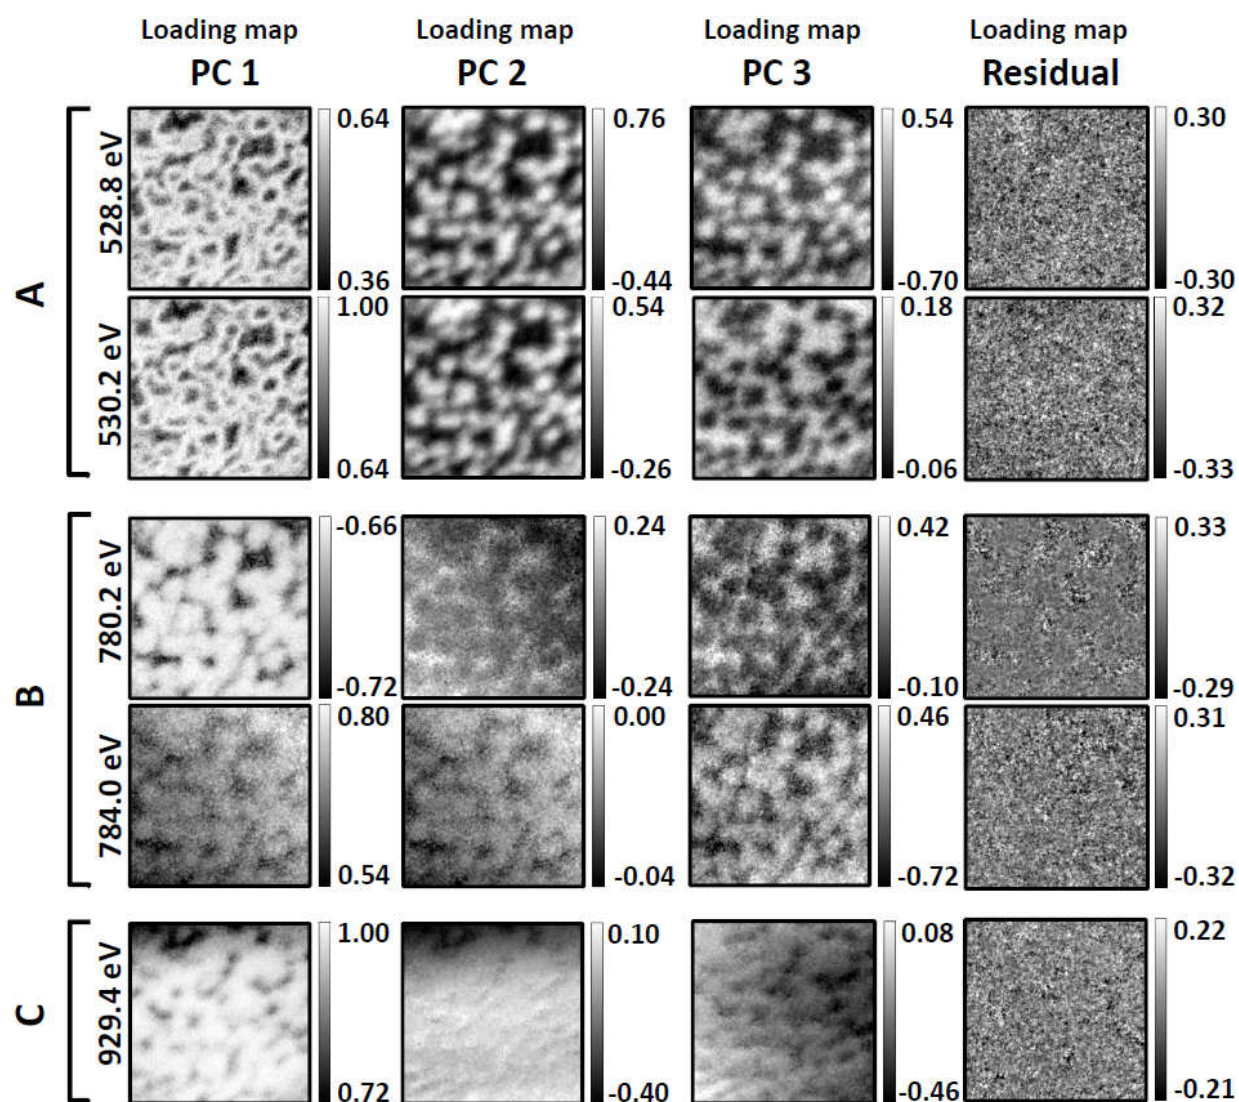 Loading map Loading map Loading map Loading map
PC 1 PC 2 PC 3 Residual
A
528.8 eV
0.64 0.76 0.54 0.30
0.36 -0.44 -0.70 -0.30
530.2 eV
1.00 0.54 0.18 0.32
0.64 -0.26 -0.06 -0.33
B
780.2 eV
-0.66 0.24 0.42 0.33
-0.72 -0.24 -0.10 -0.29
784.0 eV
0.80 0.00 0.46 0.31
0.54 -0.04 -0.72 -0.32
C
929.4 eV
1.00 0.10 0.08 0.22
0.72 -0.40 -0.46 -0.21